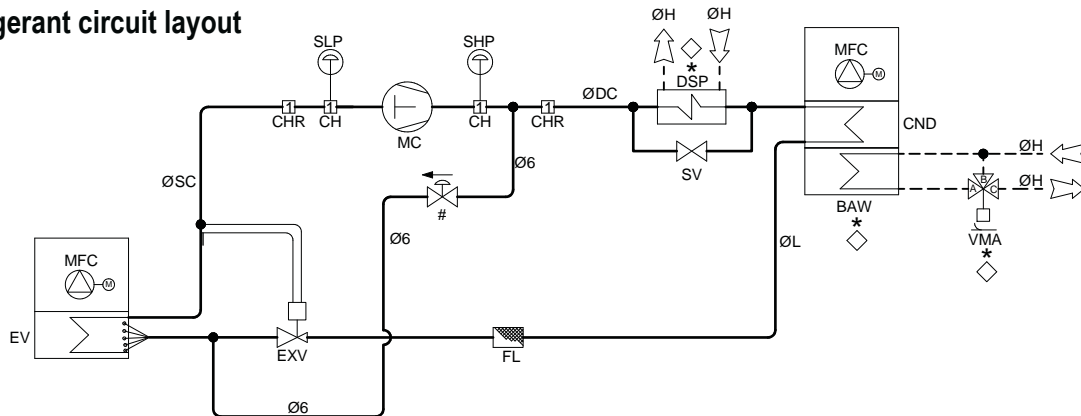 gerant circuit layout
ØH ØH
SLP SHP
MFC
M
*
DSP
ØDC
1 1 1 1
CHR CH MC CH CHR
CND
SV
Ø6
ØSC
ØH
B
A C
ØH
#
BAW
*
VMA
*
Ø6
ØL
MFC
M
EV
EXV FL
Ø6